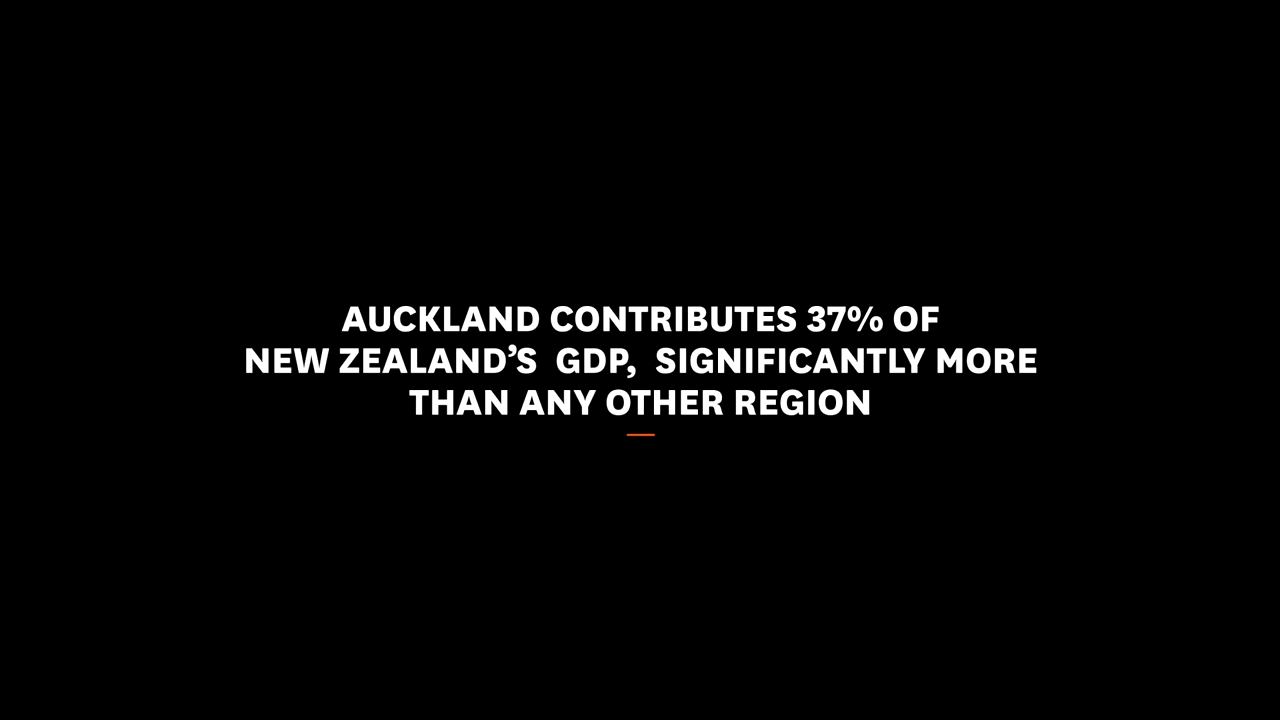 AUCKLAND CONTRIBUTES 37% OF
NEW ZEALAND’S  GDP,  SIGNIFICANTLY MORE
THAN ANY OTHER REGION